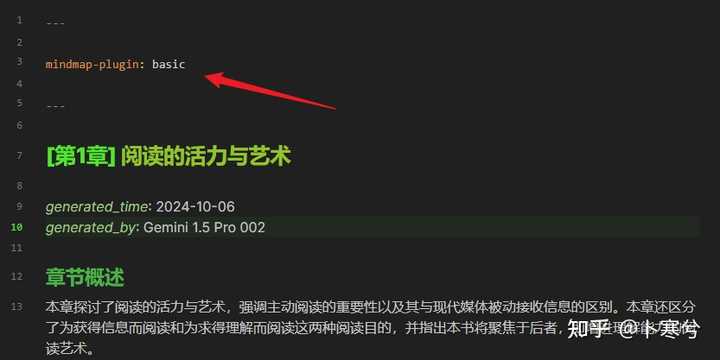 1 ---
2
3 mindmap-plugin: basic
4
5 ---
6
7 [第1章] 阅读的活力与艺术
8
9 generated_time: 2024-10-06
10 generated_by: Gemini 1.5 Pro 002
11
12 章节概述
13 本章探讨了阅读的活力与艺术，强调主动阅读的重要性以及其与现代媒体被动接收信息的区别。本章还区分
了为获得信息而阅读和为求得理解而阅读这两种阅读目的，并指出本书将聚焦于后者，
读艺术。
知乎 @卜寒兮